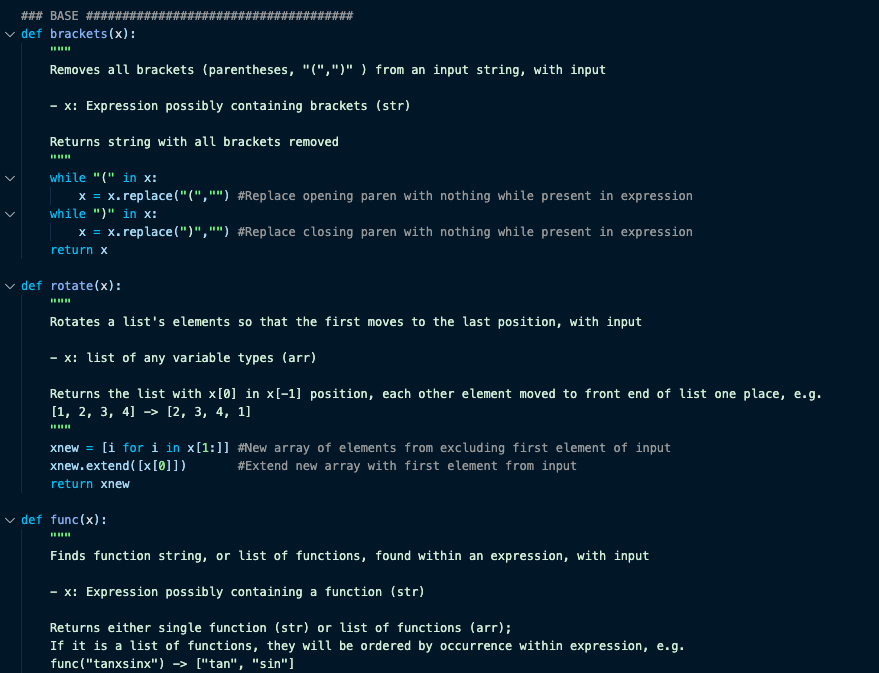 ### BASE #####################################
def brackets(x):
"""
Removes all brackets (parentheses, "(",")" ) from an input string, with input
- x: Expression possibly containing brackets (str)
Returns string with all brackets removed
"""
while "(" in x:
x = x.replace("(","") #Replace opening paren with nothing while present in expression
while ")" in x:
x = x.replace(")","") #Replace closing paren with nothing while present in expression
return x
def rotate(x):
"""
Rotates a list's elements so that the first moves to the last position, with input
- x: list of any variable types (arr)
Returns the list with x[0] in x[-1] position, each other element moved to front end of list one place, e.g.
[1, 2, 3, 4] -> [2, 3, 4, 1]
"""
xnew = [i for i in x[1:]] #New array of elements from excluding first element of input
xnew.extend([x[0]]) #Extend new array with first element from input
return xnew
def func(x):
"""
Finds function string, or list of functions, found within an expression, with input
- x: Expression possibly containing a function (str)
Returns either single function (str) or list of functions (arr);
If it is a list of functions, they will be ordered by occurrence within expression, e.g.
func("tanxsinx") -> ["tan", "sin"]